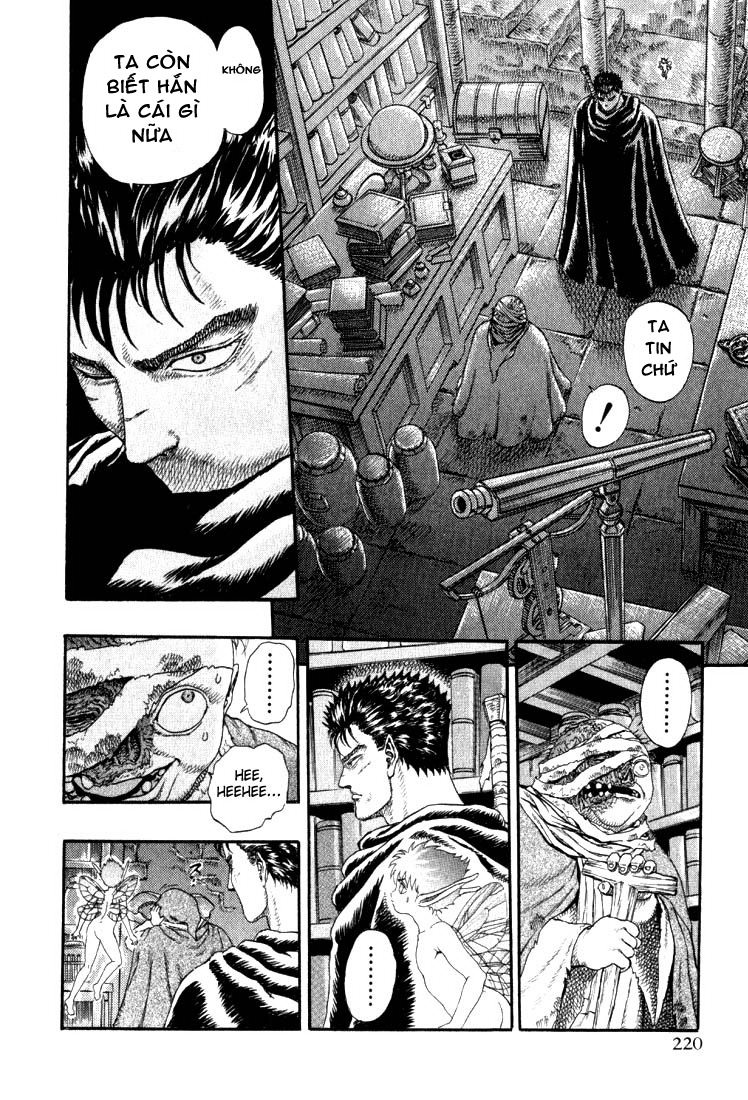 TA
TIN
CHỨ
!
KHÔNG
TA CÒN
BIẾT HẮN
LÀ CÁI GÌ
NỮA
........
........
........
HEE,
HEEHEE...
220